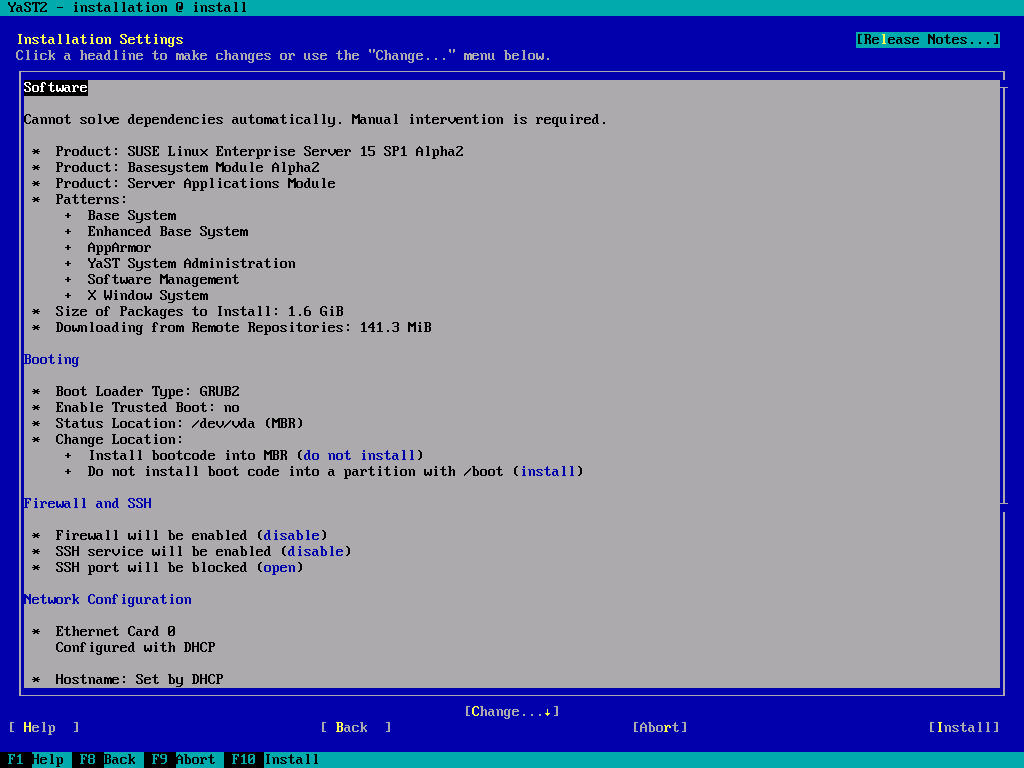 YaST2 - installation @ install
Installation Settings [Release Notes...]
Click a headline to make changes or use the "Change..." menu below.
Software
Cannot solve dependencies automatically. Manual intervention is required.
* Product: SUSE Linux Enterprise Server 15 SP1 Alpha2
* Product: Basesystem Module Alpha2
* Product: Server Applications Module
* Patterns:
+ Base System
+ Enhanced Base System
+ AppArmor
+ YaST System Administration
+ Software Management
+ X Window System
* Size of Packages to Install: 1.6 GiB
* Downloading from Remote Repositories: 141.3 MiB
Booting
* Boot Loader Type: GRUB2
* Enable Trusted Boot: no
* Status Location: /dev/vda (MBR)
* Change Location:
+ Install bootcode into MBR (do not install)
+ Do not install boot code into a partition with /boot (install)
Firewall and SSH
* Firewall will be enabled (disable)
* SSH service will be enabled (disable)
* SSH port will be blocked (open)
Network Configuration
* Ethernet Card 0
Configured with DHCP
* Hostname: Set by DHCP
[Change...↓]
[ Help ] [ Back ] [Abort] [Install]
F1 Help F8 Back F9 Abort F10 Install